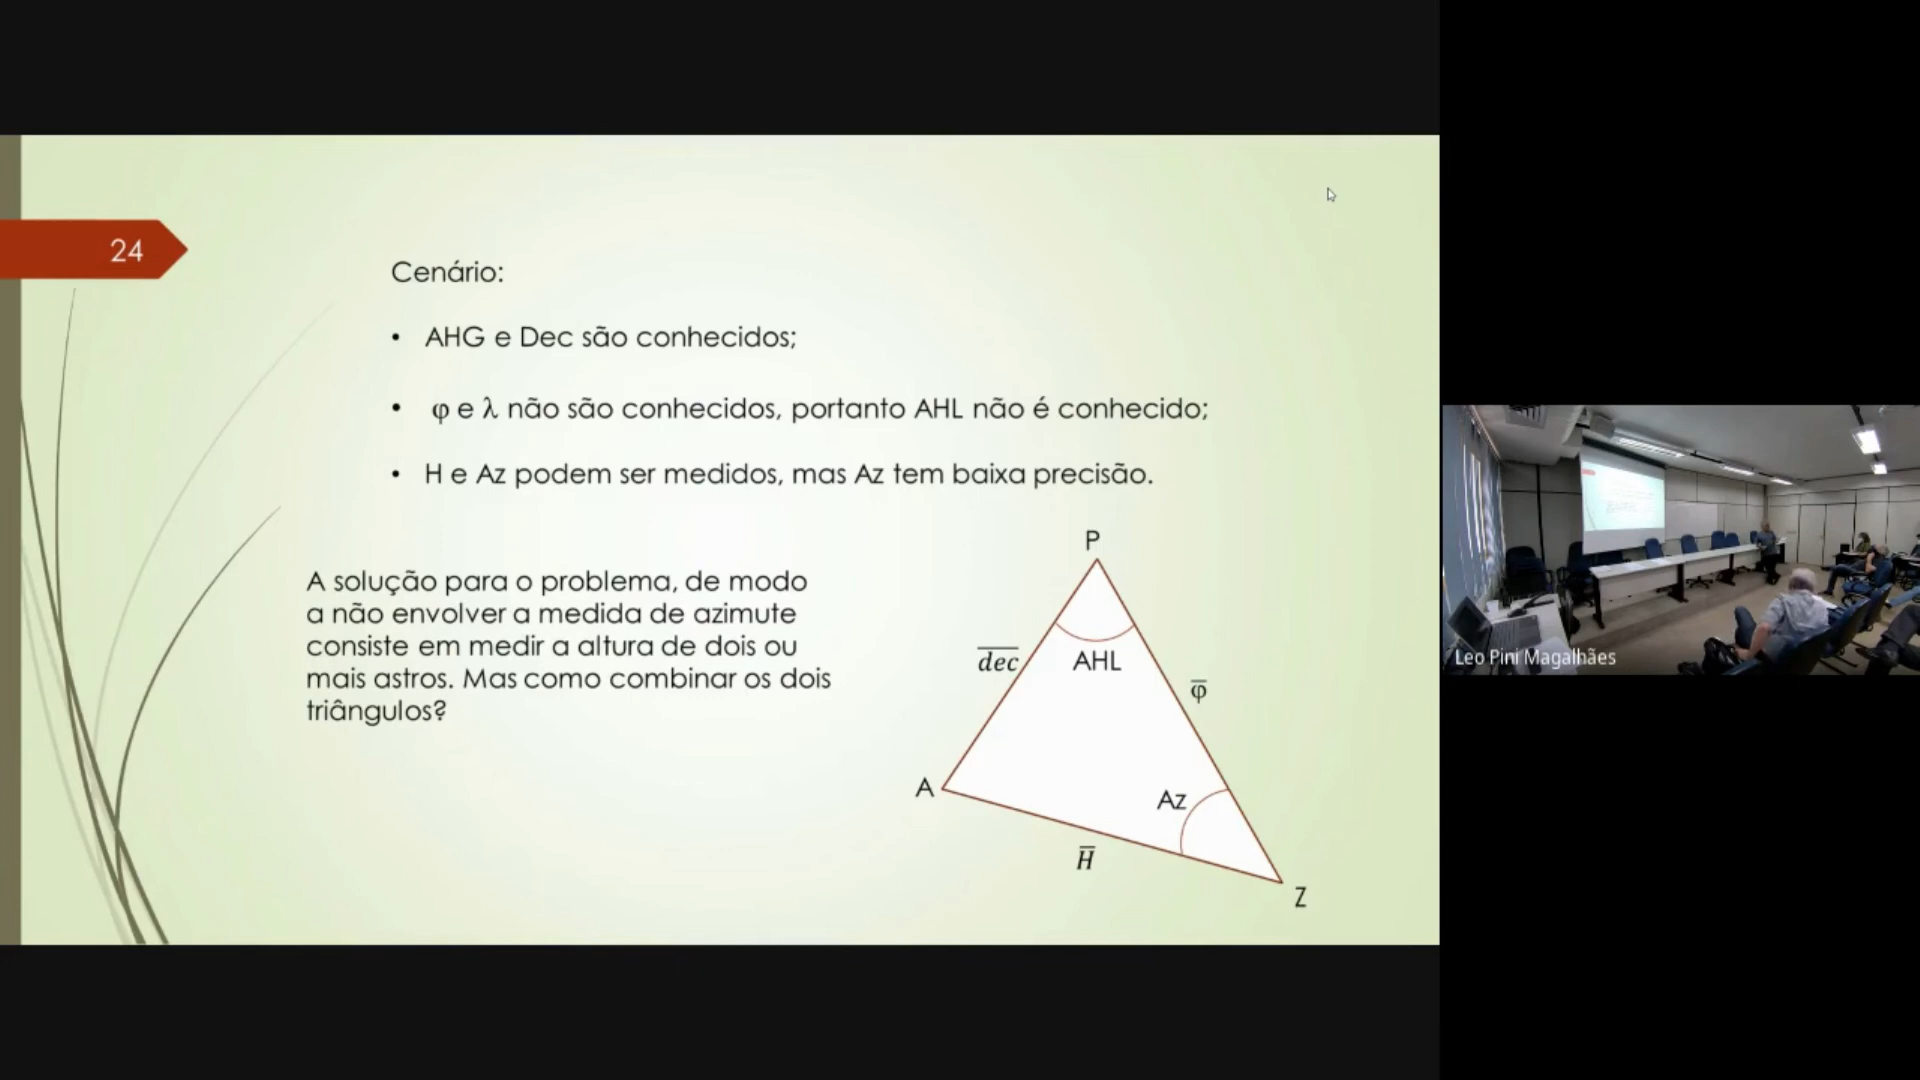 24
Cenário:
• AHG e Dec são conhecidos;
• φ e λ não são conhecidos, portanto AHL não é conhecido;
• H e Az podem ser medidos, mas Az tem baixa precisão.
A solução para o problema, de modo
a não envolver a medida de azimute
consiste em medir a altura de dois ou
mais astros. Mas como combinar os dois
triângulos?
P
AHL
d̅e̅c̅
φ̅
A
Az
H̅
Z
Leo Pini Magalhães